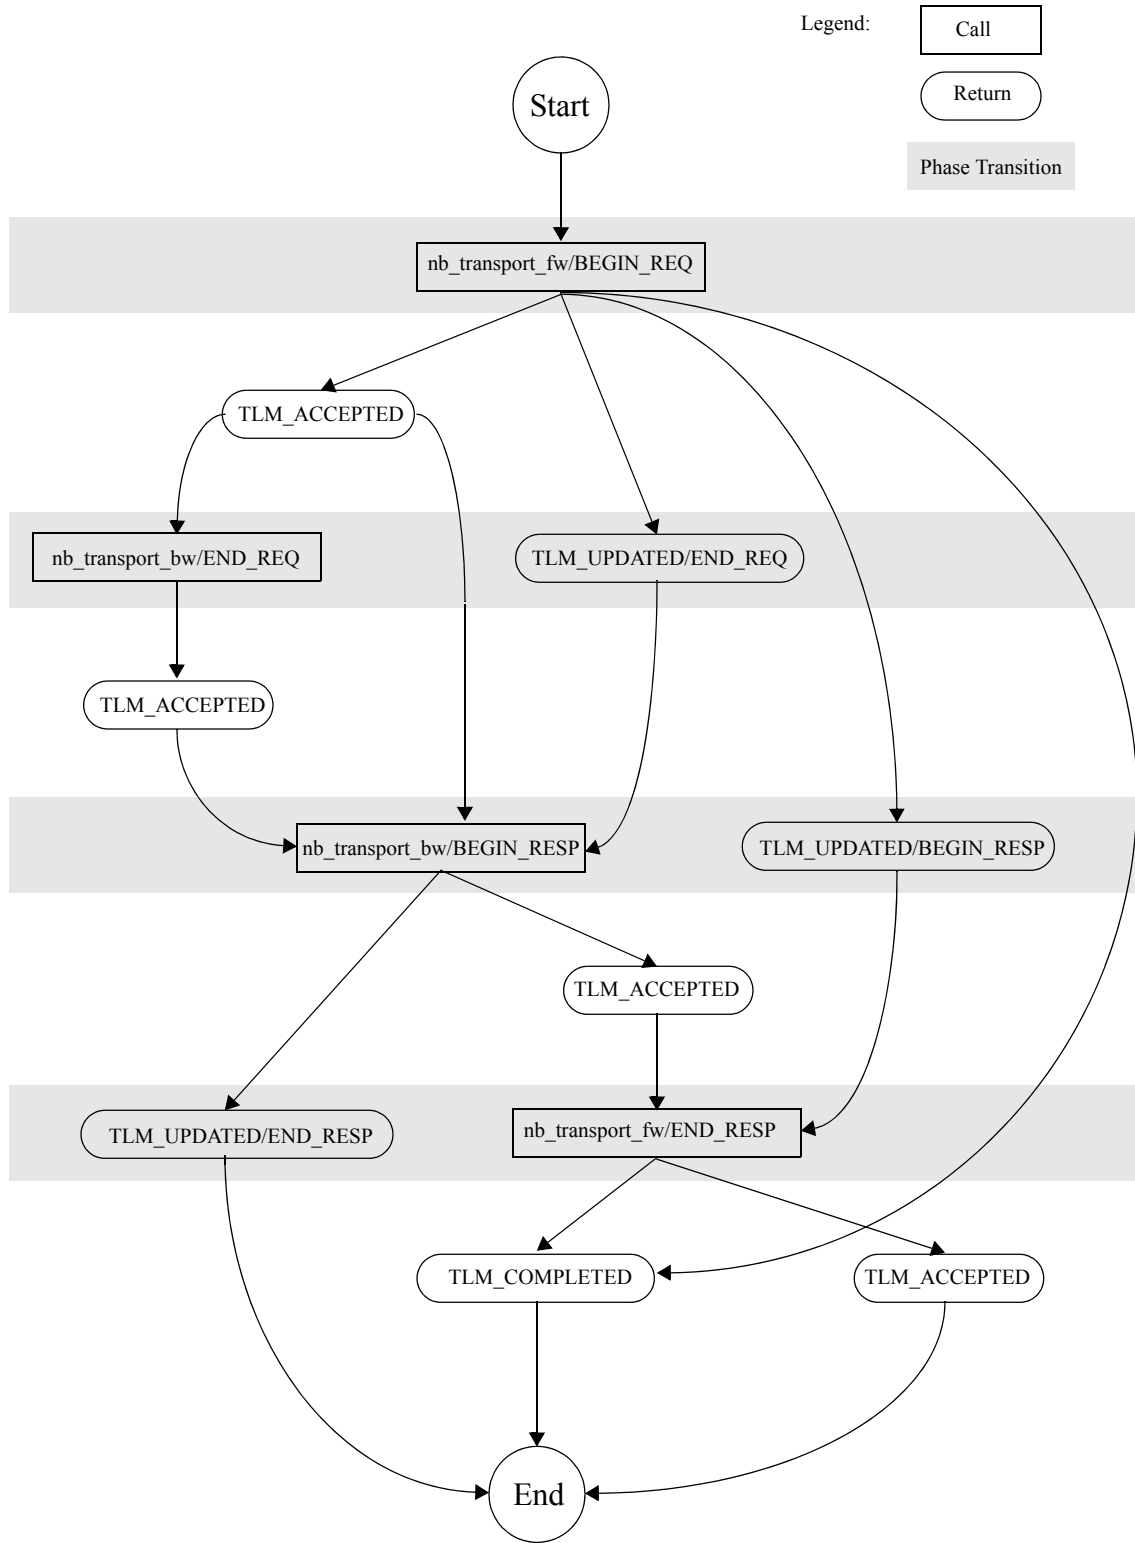 Legend:
Call
Return
Phase Transition
Start
nb_transport_fw/BEGIN_REQ
TLM_ACCEPTED
nb_transport_bw/END_REQ
TLM_UPDATED/END_REQ
TLM_ACCEPTED
nb_transport_bw/BEGIN_RESP
TLM_UPDATED/BEGIN_RESP
TLM_ACCEPTED
TLM_UPDATED/END_RESP
nb_transport_fw/END_RESP
TLM_COMPLETED
TLM_ACCEPTED
End